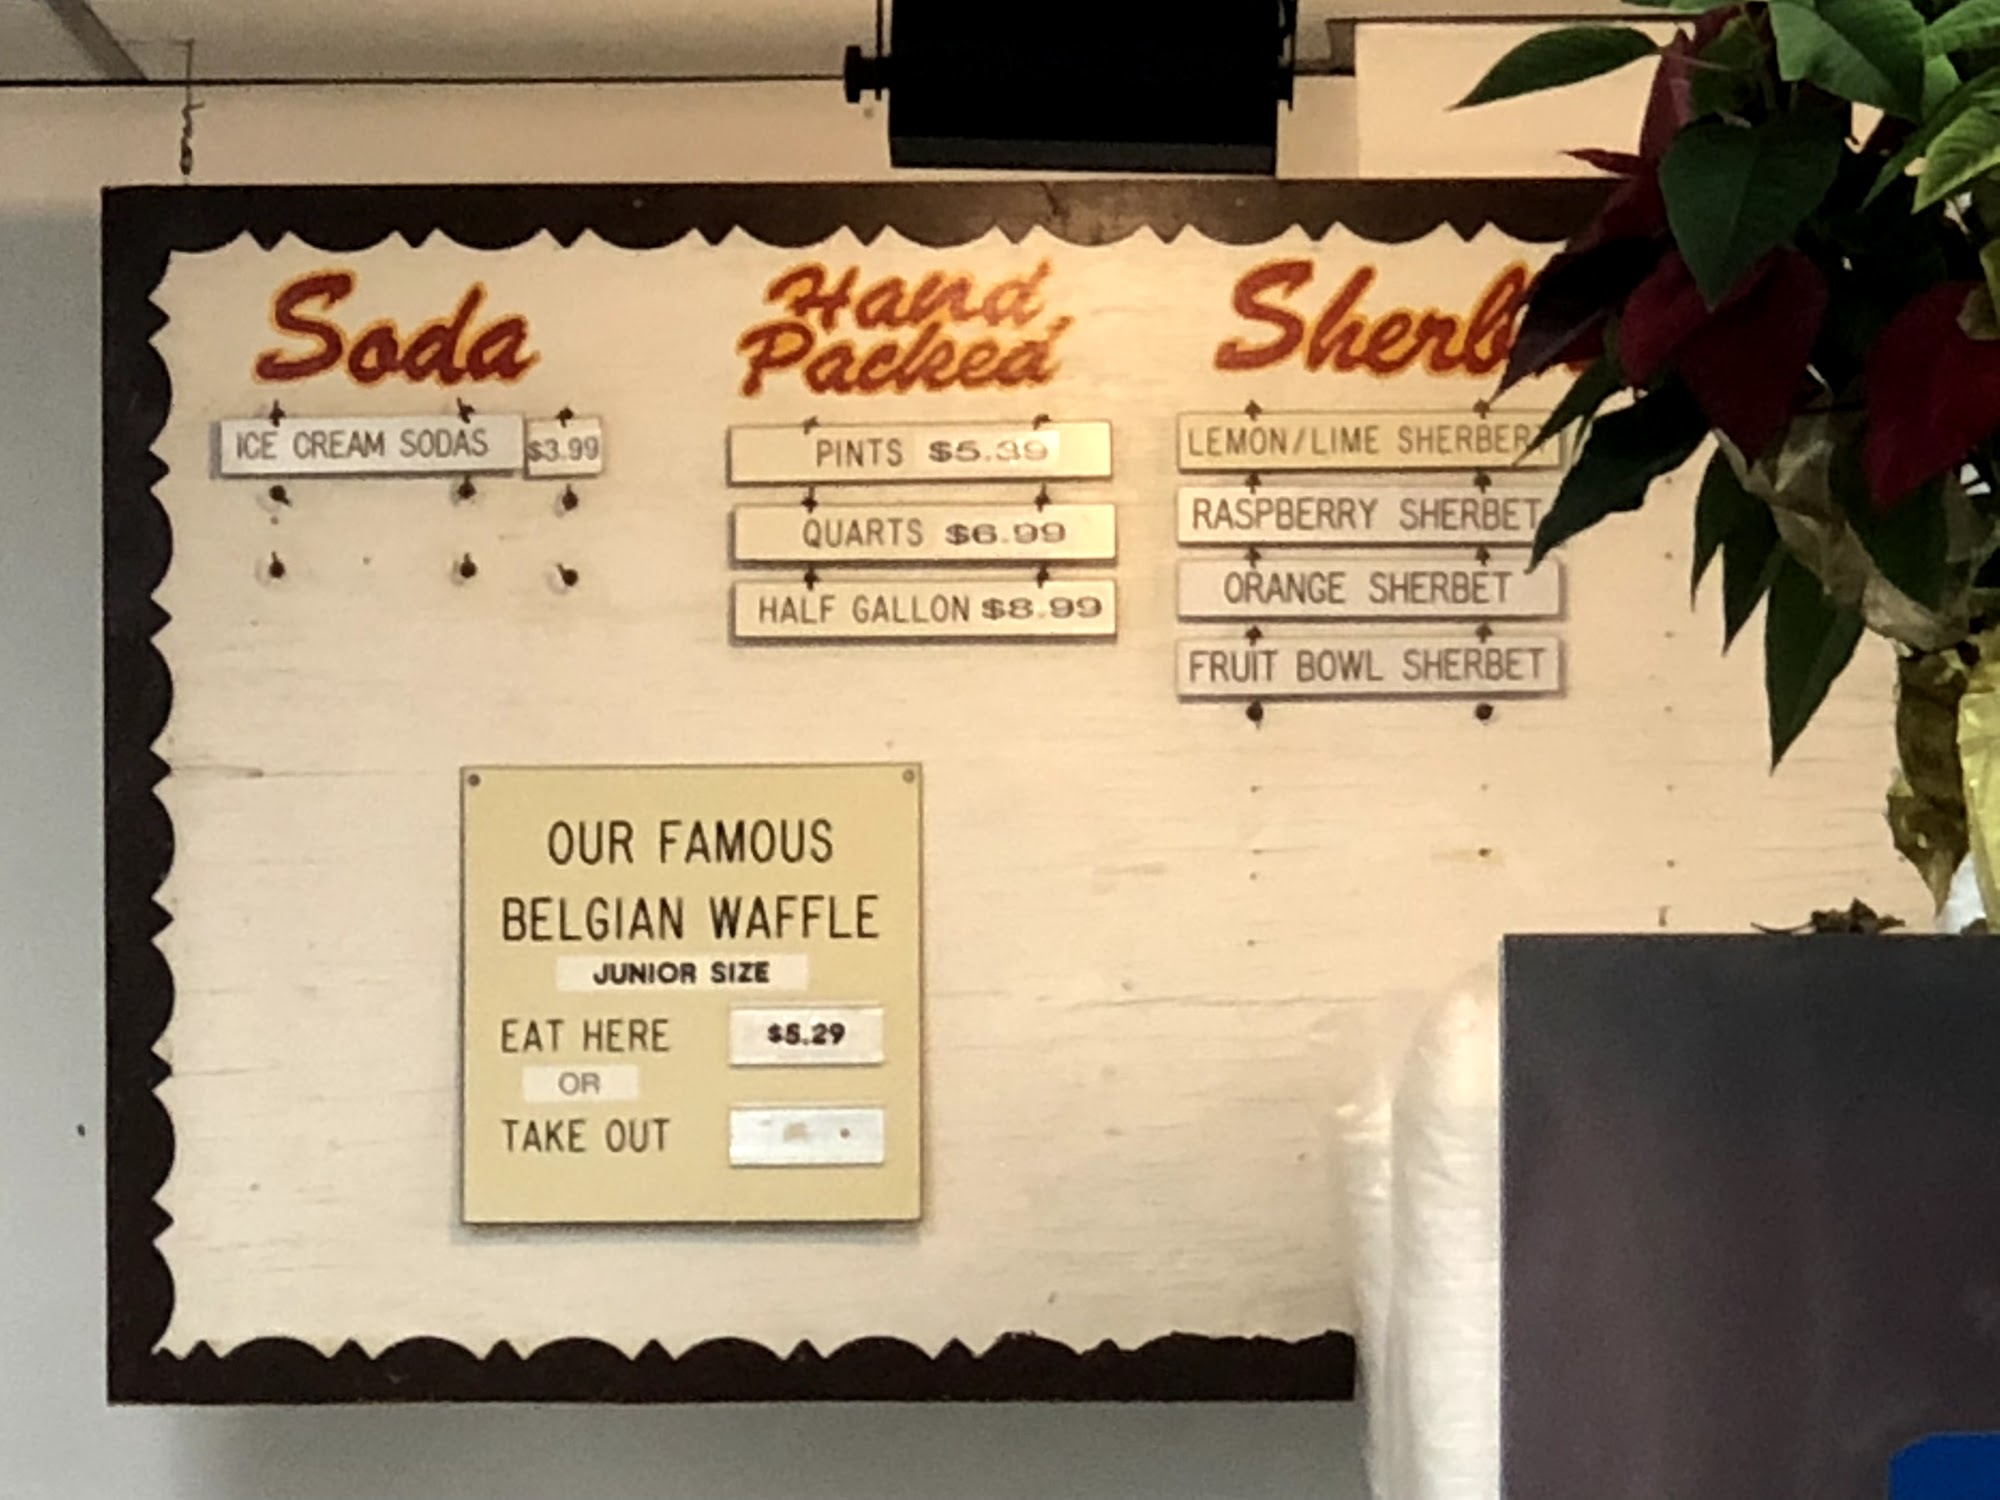 Soda
ICE CREAM SODAS $3.99
Hand
Packed
PINTS $5.39
QUARTS $6.99
HALF GALLON $8.99
LEMON/LIME SHERBERT
RASPBERRY SHERBET
ORANGE SHERBET
FRUIT BOWL SHERBET
OUR FAMOUS
BELGIAN WAFFLE
JUNIOR SIZE
EAT HERE $5.29
OR
TAKE OUT